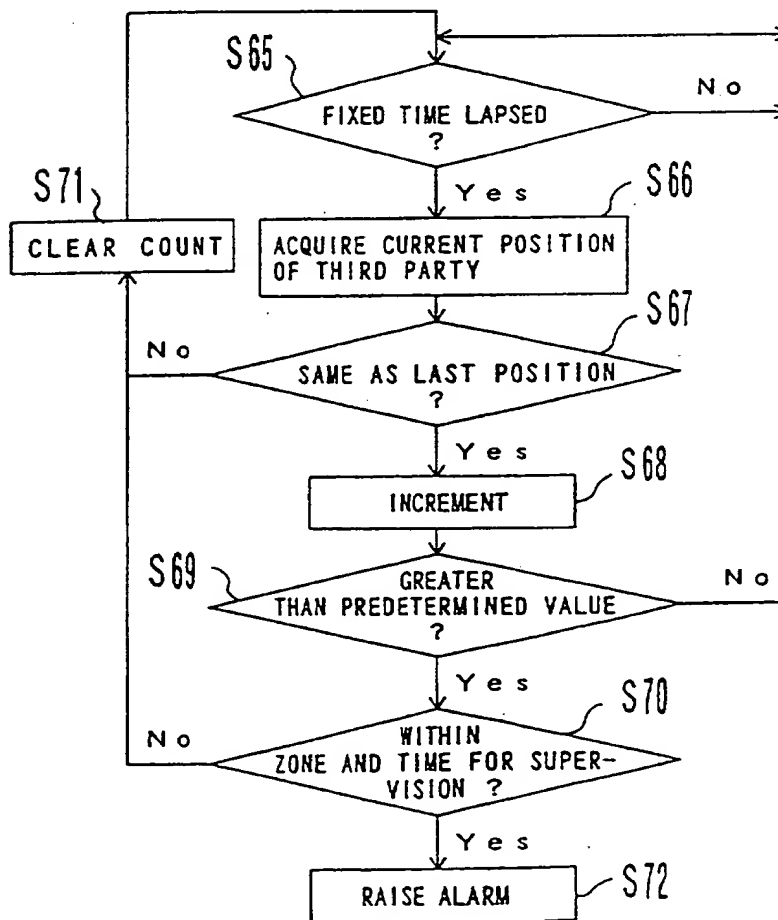 S65
FIXED TIME LAPSED
?
No
Yes
S71
CLEAR COUNT
S66
ACQUIRE CURRENT POSITION
OF THIRD PARTY
S67
No
SAME AS LAST POSITION
?
Yes
S68
INCREMENT
S69
GREATER
THAN PREDETERMINED VALUE
?
No
Yes
S70
No
WITHIN
ZONE AND TIME FOR SUPER-
VISION ?
Yes
S72
RAISE ALARM